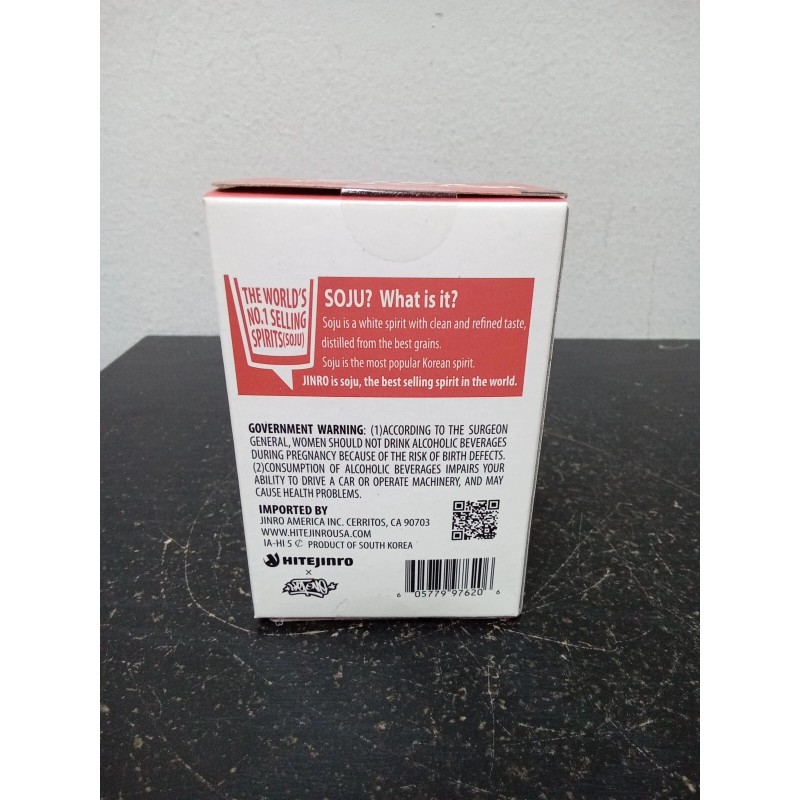 THE WORLD'S
NO.1 SELLING
SPIRITS(SOJU)
SOJU? What is it?
Soju is a white spirit with clean and refined taste,
distilled from the best grains.
Soju is the most popular Korean spirit.
JINRO is soju, the best selling spirit in the world.
GOVERNMENT WARNING: (1)ACCORDING TO THE SURGEON
GENERAL, WOMEN SHOULD NOT DRINK ALCOHOLIC BEVERAGES
DURING PREGNANCY BECAUSE OF THE RISK OF BIRTH DEFECTS.
(2)CONSUMPTION OF ALCOHOLIC BEVERAGES IMPAIRS YOUR
ABILITY TO DRIVE A CAR OR OPERATE MACHINERY, AND MAY
CAUSE HEALTH PROBLEMS.
IMPORTED BY
JINRO AMERICA INC. CERRITOS, CA 90703
WWW.HITEJINROUSA.COM
IA-HI 5 ₵ PRODUCT OF SOUTH KOREA
HITEJINRO
×
6 05779 97620 6